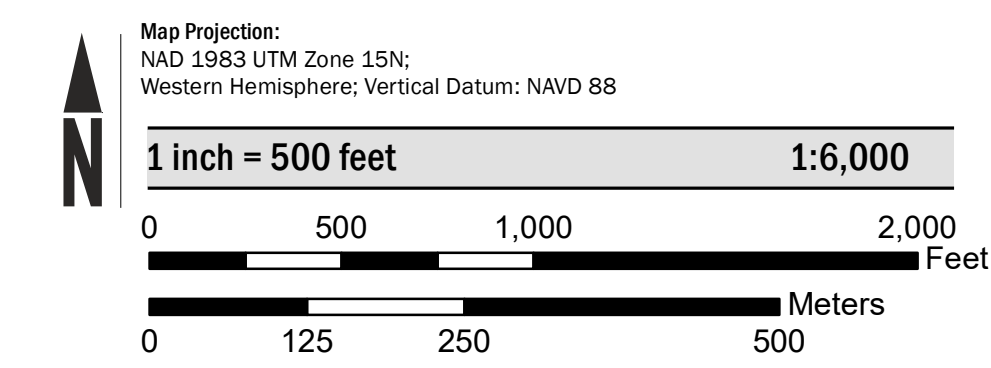 N
Map Projection:
NAD 1983 UTM Zone 15N;
Western Hemisphere; Vertical Datum: NAVD 88
1 inch = 500 feet 1:6,000
0 500 1,000 2,000
Feet
Meters
0 125 250 500